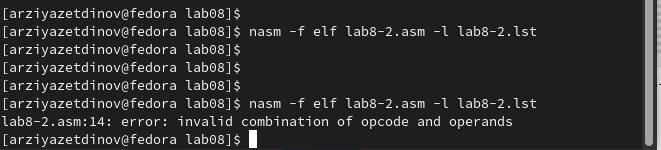 [arziyazetdinov@fedora lab08]$
[arziyazetdinov@fedora lab08]$ nasm -f elf lab8-2.asm -l lab8-2.lst
[arziyazetdinov@fedora lab08]$
[arziyazetdinov@fedora lab08]$
[arziyazetdinov@fedora lab08]$
[arziyazetdinov@fedora lab08]$ nasm -f elf lab8-2.asm -l lab8-2.lst
lab8-2.asm:14: error: invalid combination of opcode and operands
[arziyazetdinov@fedora lab08]$